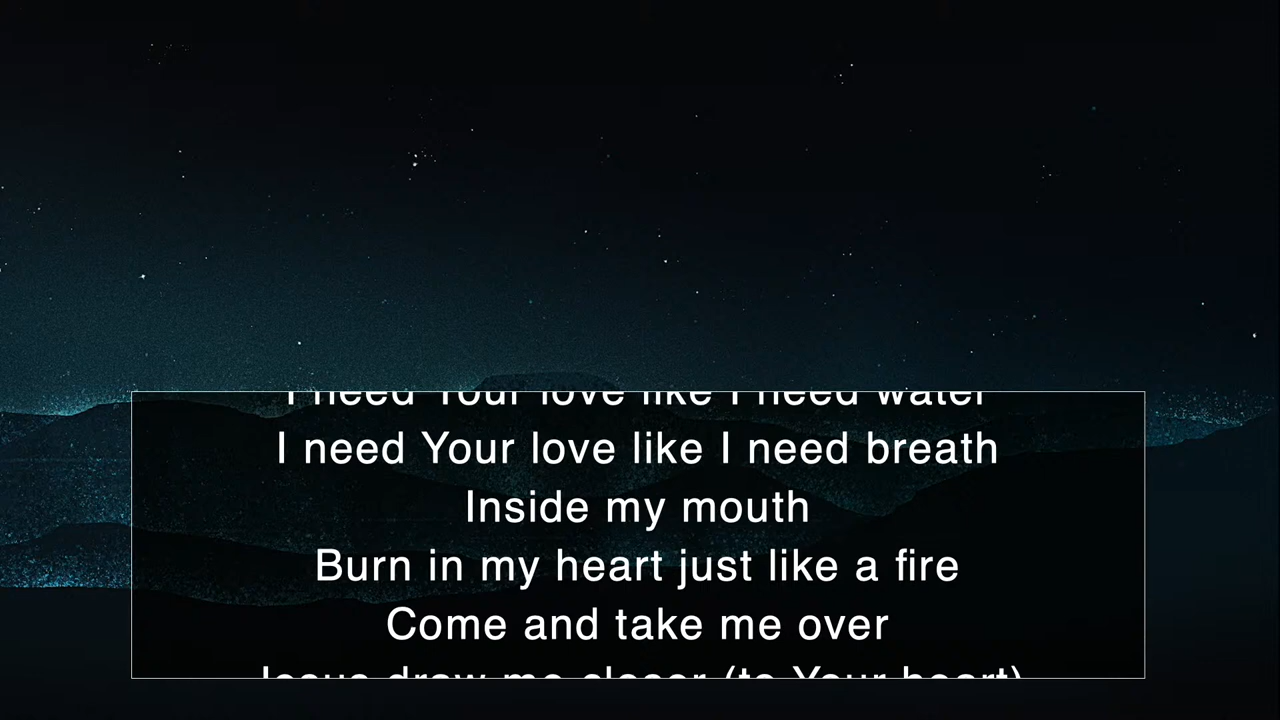 I need Your love like I need water
I need Your love like I need breath
Inside my mouth
Burn in my heart just like a fire
Come and take me over
Jesus draw me closer (to Your heart)